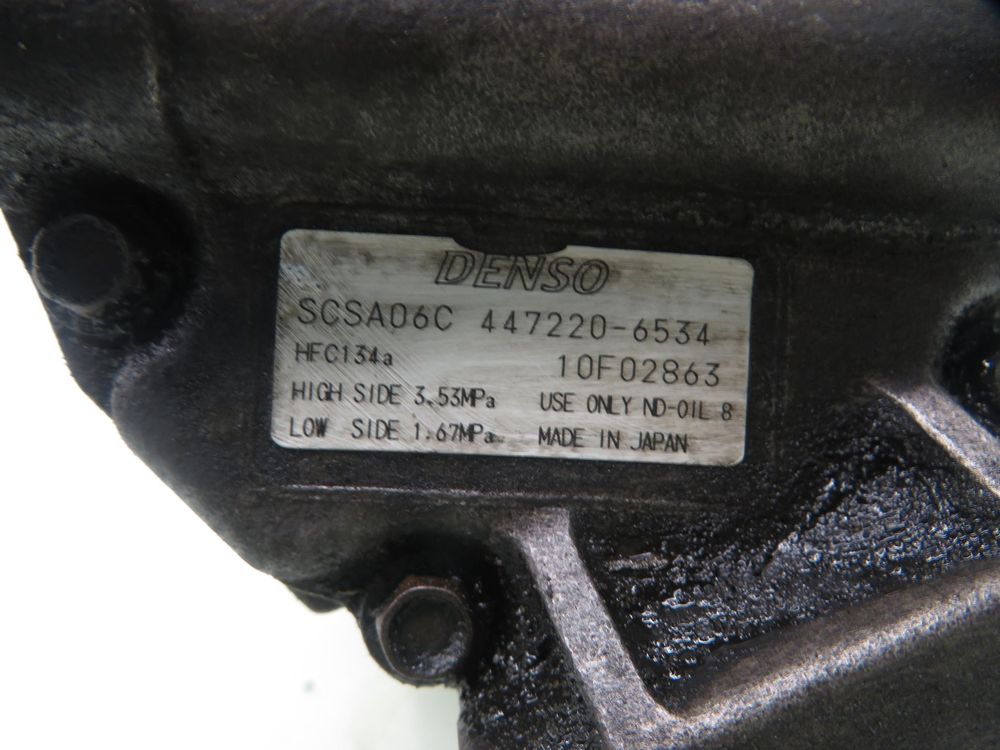 DENSO
SCSA06C 447220-6534
HFC134a 10F02863
HIGH SIDE 3.53MPa USE ONLY ND-OIL 8
LOW SIDE 1.67MPa MADE IN JAPAN